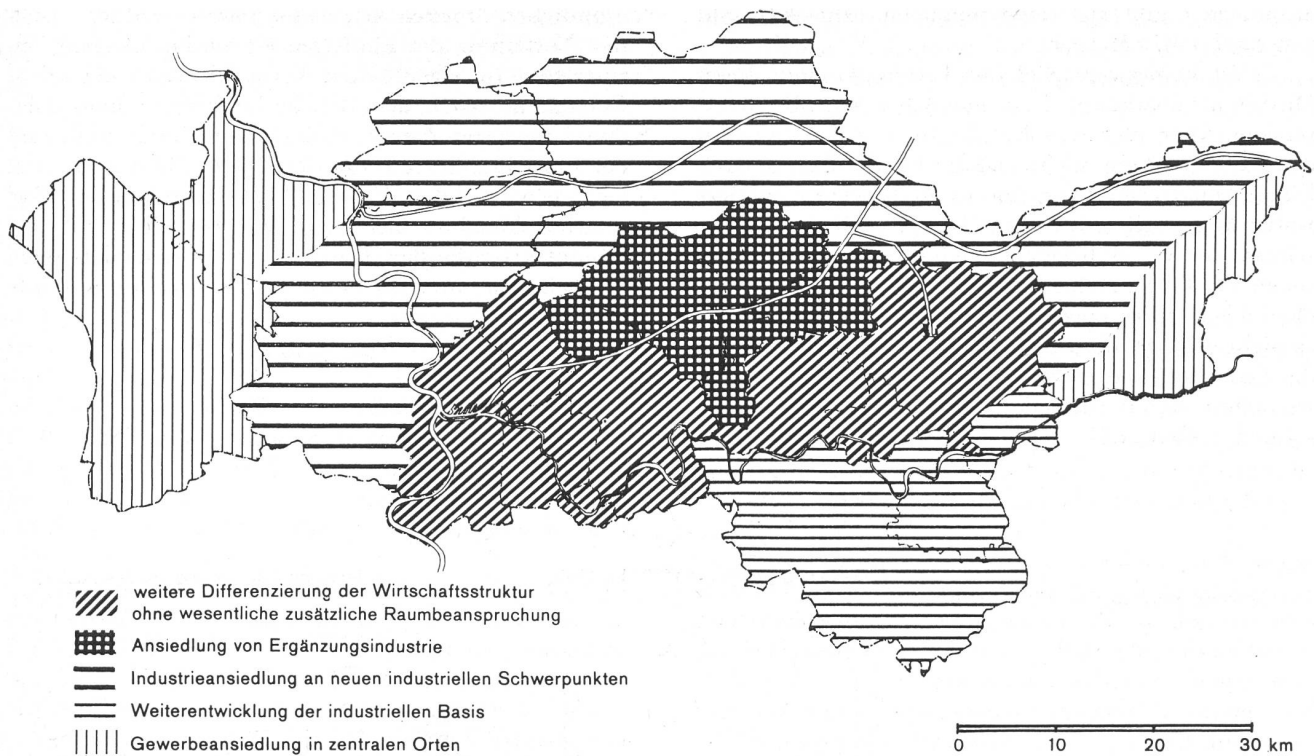 Ruhr
weitere Differenzierung der Wirtschaftsstruktur
ohne wesentliche zusätzliche Raumbeanspruchung
Ansiedlung von Ergänzungsindustrie
Industrieansiedlung an neuen industriellen Schwerpunkten
Weiterentwicklung der industriellen Basis
Gewerbeansiedlung in zentralen Orten
0 10 20 30 km